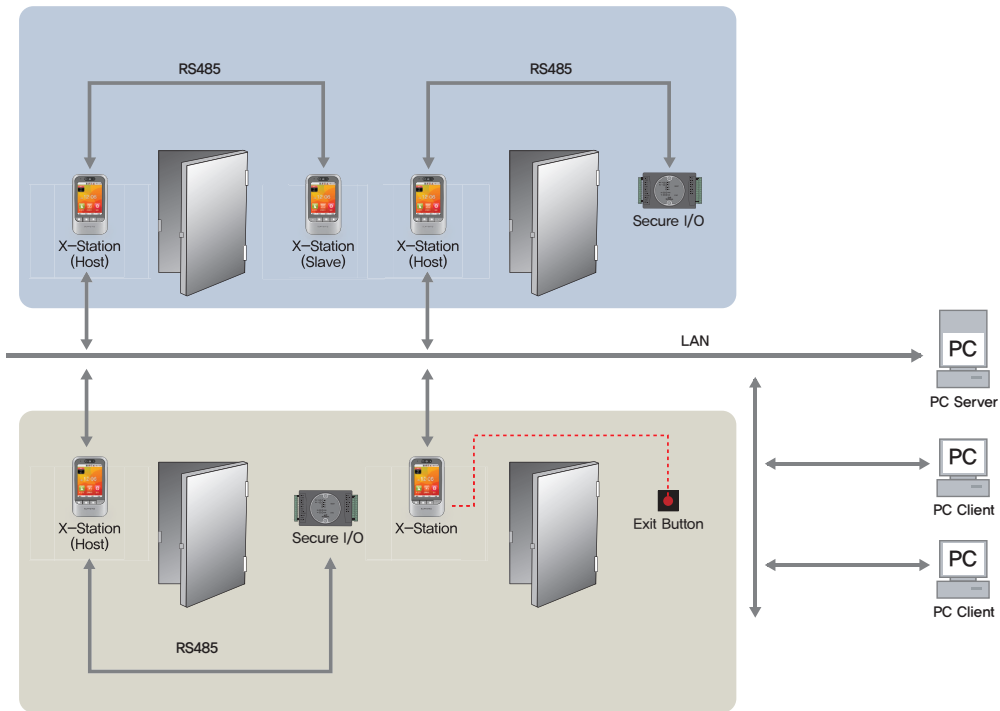 RS485
RS485
X-Station
(Host)
X-Station
(Slave)
X-Station
(Host)
Secure I/O
LAN
PC
PC Server
X-Station
(Host)
Secure I/O
X-Station
Exit Button
PC
PC Client
PC
PC Client
RS485